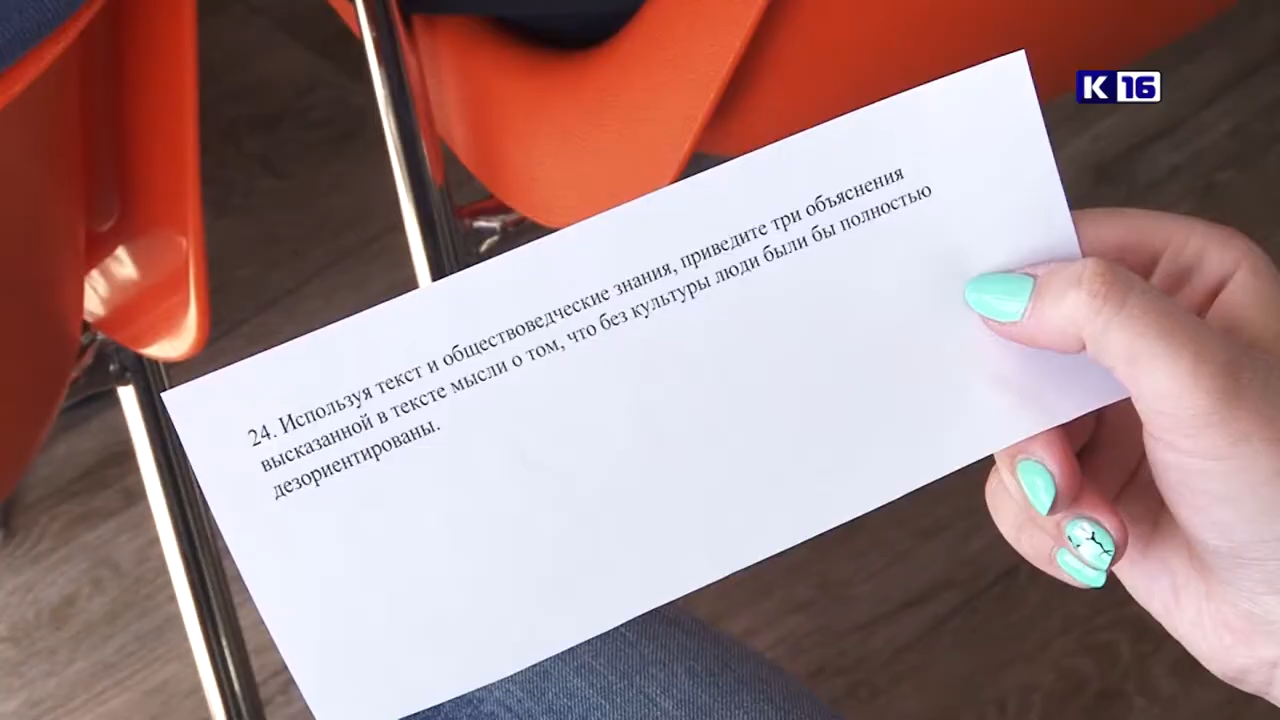 К 16
24. Используя текст и обществоведческие знания, приведите три объяснения
высказанной в тексте мысли о том, что без культуры люди были бы полностью
дезориентированы.